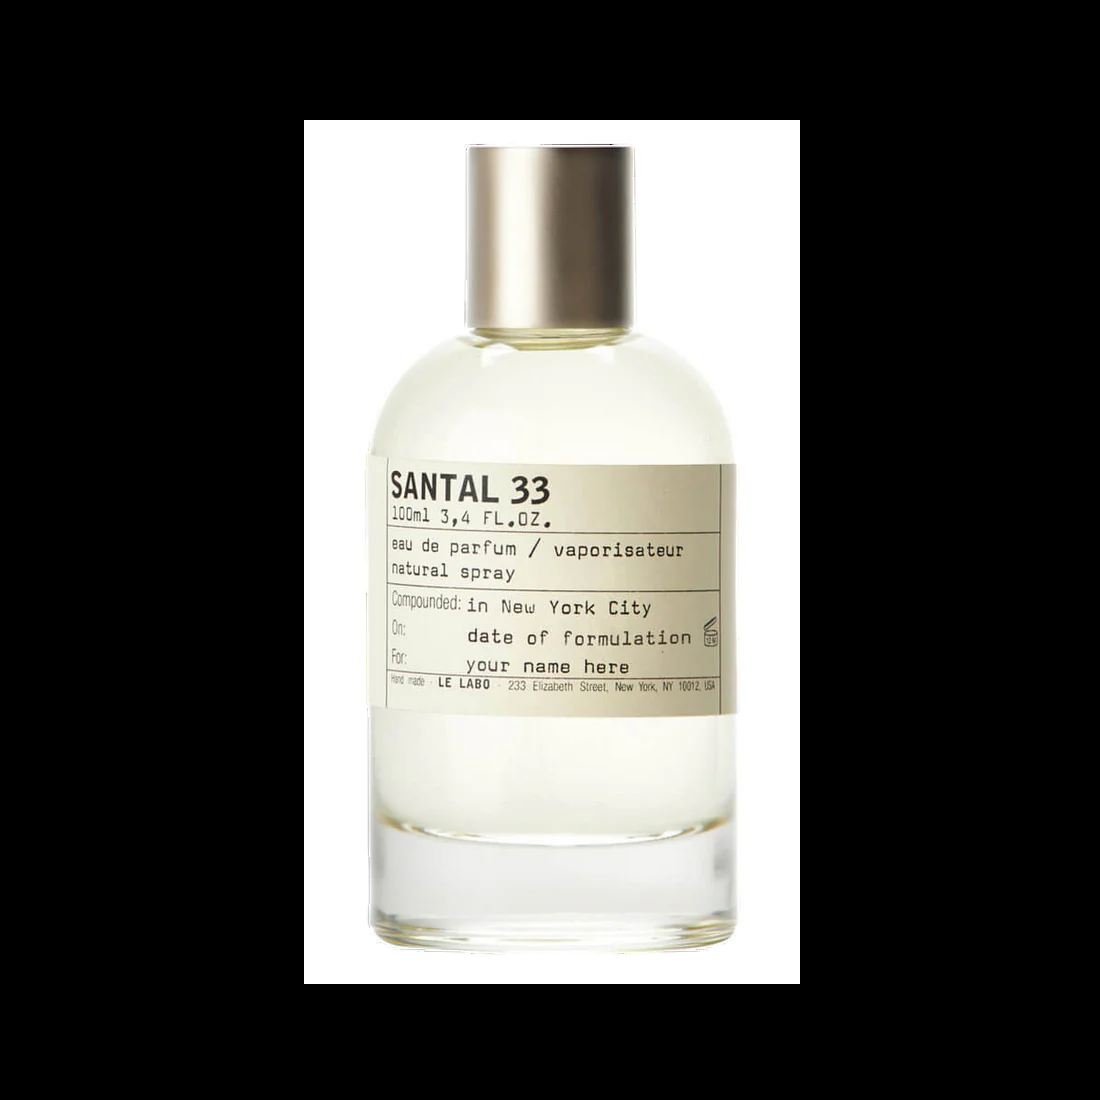 SANTAL 33
100ml 3,4 FL.OZ.
eau de parfum / vaporisateur
natural spray
Compounded: in New York City
On: date of formulation
For: your name here
Hand made · LE LABO · 233 Elizabeth Street, New York, NY 10012, USA